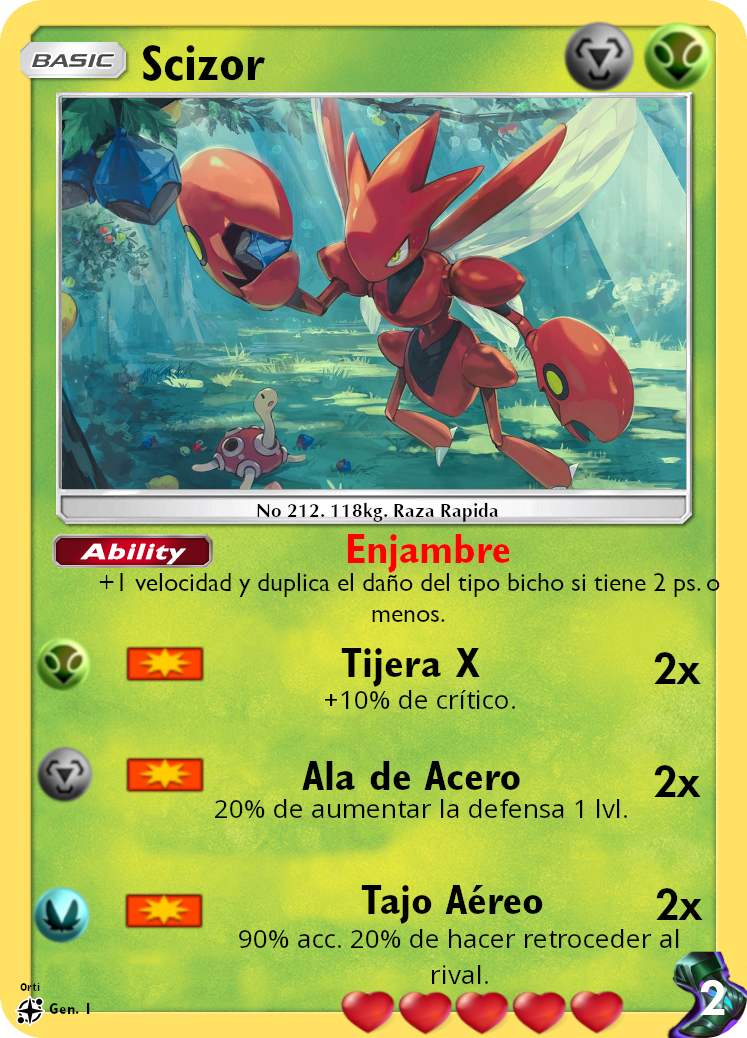 BASIC Scizor
No 212. 118kg. Raza Rapida
Ability Enjambre
+1 velocidad y duplica el daño del tipo bicho si tiene 2 ps. o
menos.
Tijera X 2x
+10% de crítico.
Ala de Acero 2x
20% de aumentar la defensa 1 lvl.
Tajo Aéreo 2x
90% acc. 20% de hacer retroceder al
rival.
Orti
Gen. 1
2